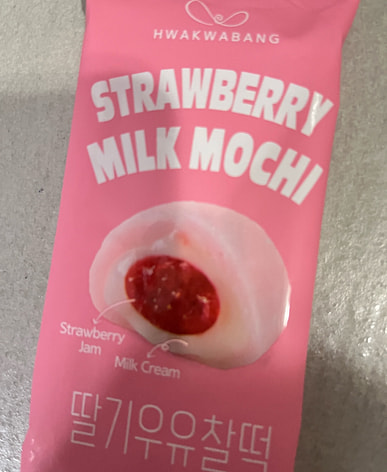 HWAKWABANG
STRAWBERRY
MILK MOCHI
Strawberry
Jam
Milk Cream
딸기우유찰떡